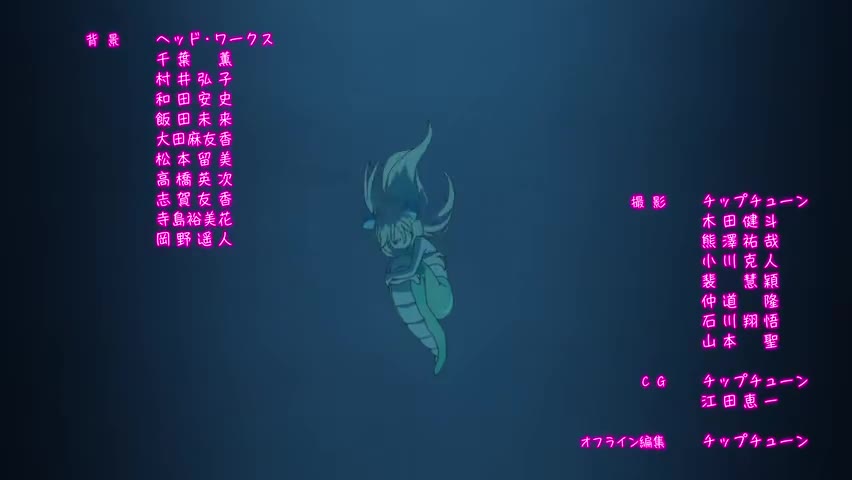 背景 ヘッド・ワークス
千葉 薫
村井弘子
和田安史
飯田未来
大田麻友香
松本留美
高橋英次
志賀友香
寺島裕美花
岡野遥人
撮影 チップチューン
木田健斗
熊澤祐哉
小川克人
裴 慧穎
仲道 隆
石川翔悟
山本 聖
CG チップチューン
江田恵一
オフライン編集 チップチューン